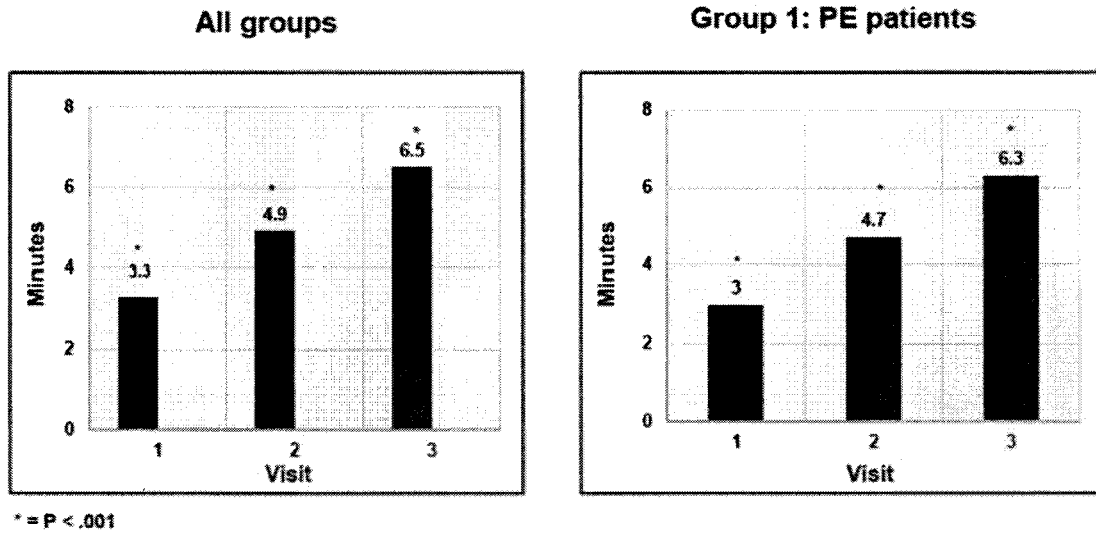 All groups
Minutes
8
6
4
2
0
*
3.3
*
4.9
*
6.5
1 2 3
Visit
* = P < .001
Group 1: PE patients
Minutes
8
6
4
2
0
*
3
*
4.7
*
6.3
1 2 3
Visit